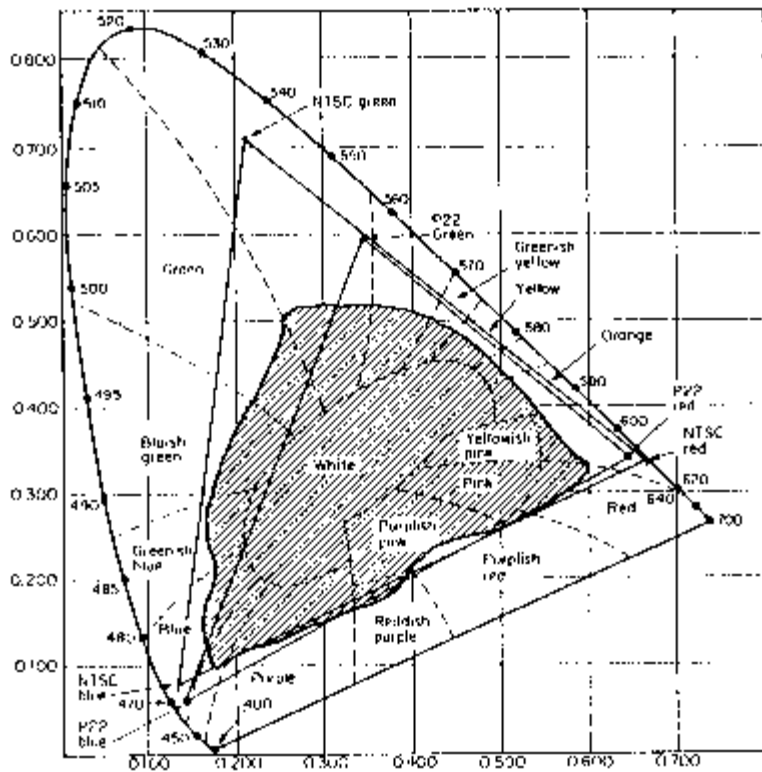 520
0.800
530
510
540
NTSC green
0.700
550
505
560
P22
Green
0.600
Greenish
yellow
Green
570
Yellow
500
0.500
580
Orange
590
P22
red
495
0.400
600
NTSC
red
Bluish
green
Yellowish
pink
White
Pink
620
0.300
490
640
Red
700
Purplish
pink
Greenish
blue
Purplish
red
0.200
485
Reddish
purple
480
Blue
0.100
Purple
NTSC
blue
470
400
P22
blue
450
0.100
0.200
0.300
0.400
0.500
0.600
0.700